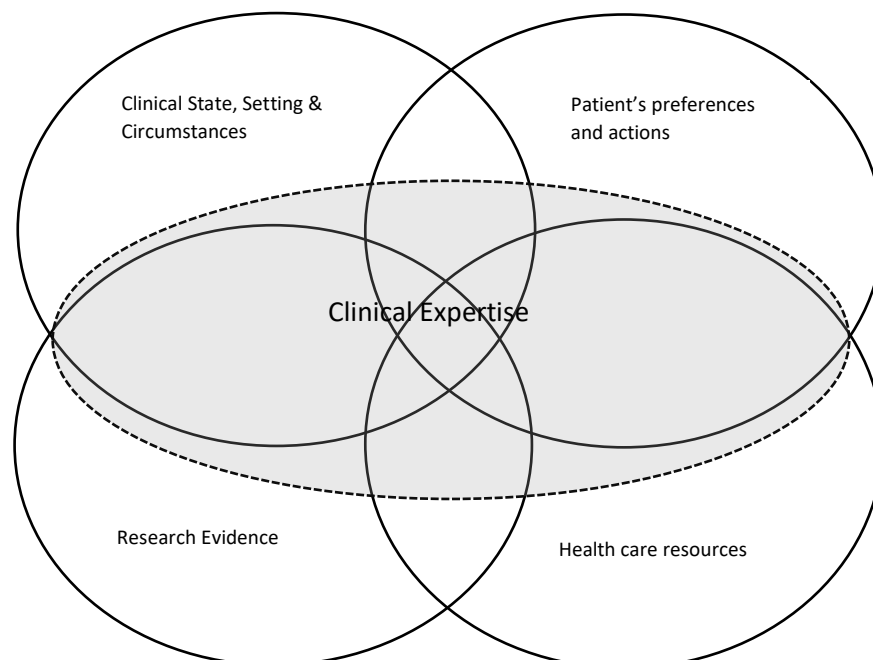 Clinical State, Setting &
Circumstances
Patient’s preferences
and actions
Clinical Expertise
Research Evidence
Health care resources